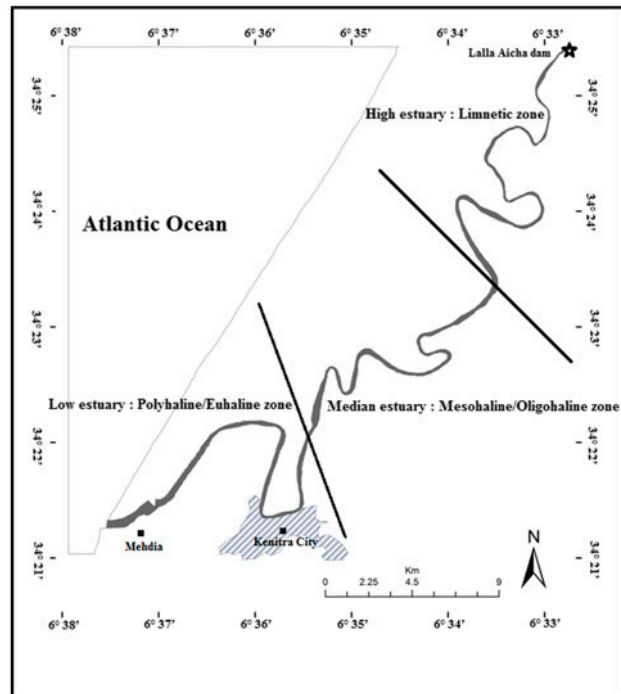 6° 38’ 6° 37’ 6° 36’ 6° 35’ 6° 34’ 6° 33’
Lalla Aicha dam
34° 25’ 34° 25’
High estuary : Limnetic zone
34° 24’ 34° 24’
Atlantic Ocean
34° 23’ 34° 23’
Low estuary : Polyhaline/Euhaline zone
Median estuary : Mesohaline/Oligohaline zone
34° 22’ 34° 22’
Mehdia
Kenitra City
N
34° 21’ 34° 21’
Km
0 2.25 4.5 9
6° 38’ 6° 37’ 6° 36’ 6° 35’ 6° 34’ 6° 33’